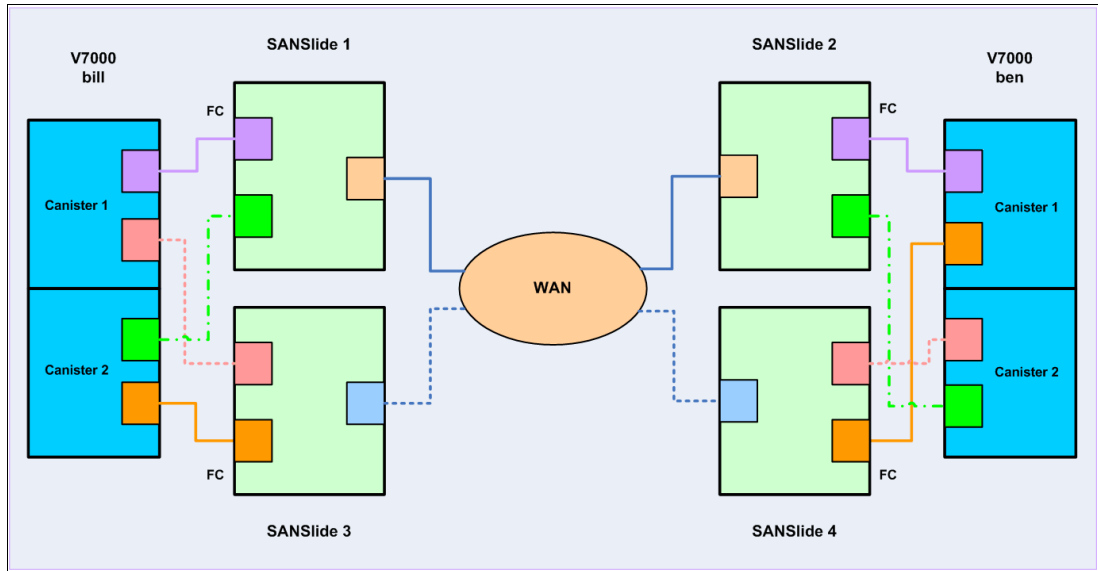 SANSlide 1
SANSlide 2
V7000
bill
V7000
ben
FC
FC
Canister 1
Canister 1
WAN
Canister 2
Canister 2
FC
FC
SANSlide 3
SANSlide 4